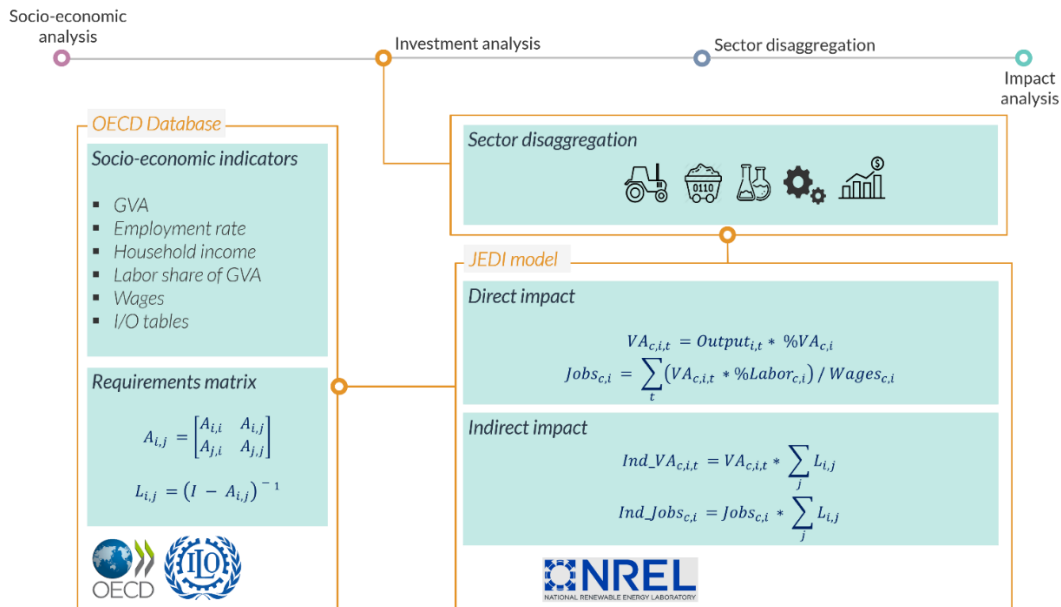 Socio-economic
analysis
Investment analysis
Sector disaggregation
Impact
analysis
OECD Database
Socio-economic indicators
▪ GVA
▪ Employment rate
▪ Household income
▪ Labor share of GVA
▪ Wages
▪ I/O tables
Requirements matrix
A_{i,j} = [A_{i,i} A_{i,j}
A_{j,i} A_{j,j}]
L_{i,j} = (I − A_{i,j})^{−1}
OECD
ILO
Sector disaggregation
0110
$
JEDI model
Direct impact
VA_{c,i,t} = Output_{i,t} * %VA_{c,i}
Jobs_{c,i} = ∑_t (VA_{c,i,t} * %Labor_{c,i}) / Wages_{c,i}
Indirect impact
Ind_VA_{c,i,t} = VA_{c,i,t} * ∑_j L_{i,j}
Ind_Jobs_{c,i} = Jobs_{c,i} * ∑_j L_{i,j}
NREL
NATIONAL RENEWABLE ENERGY LABORATORY